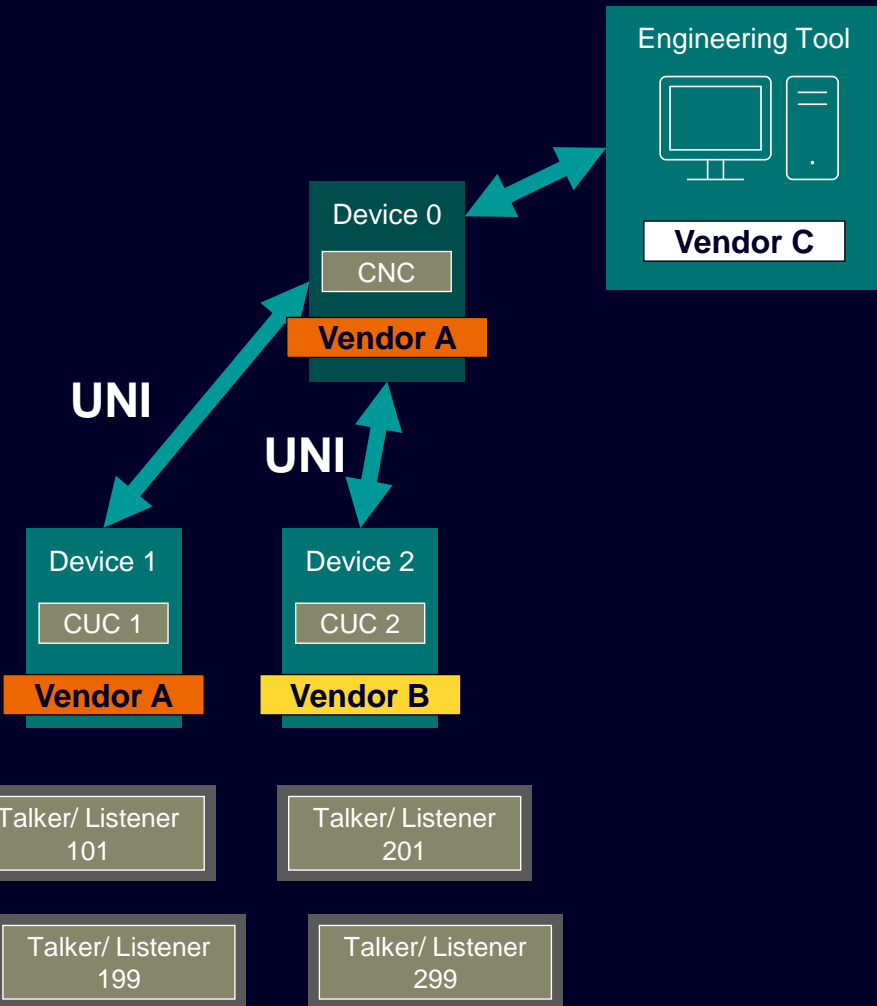 Engineering Tool
Vendor C
Device 0
CNC
Vendor A
UNI
UNI
Device 1
CUC 1
Vendor A
Device 2
CUC 2
Vendor B
Talker/ Listener
101
Talker/ Listener
201
Talker/ Listener
199
Talker/ Listener
299